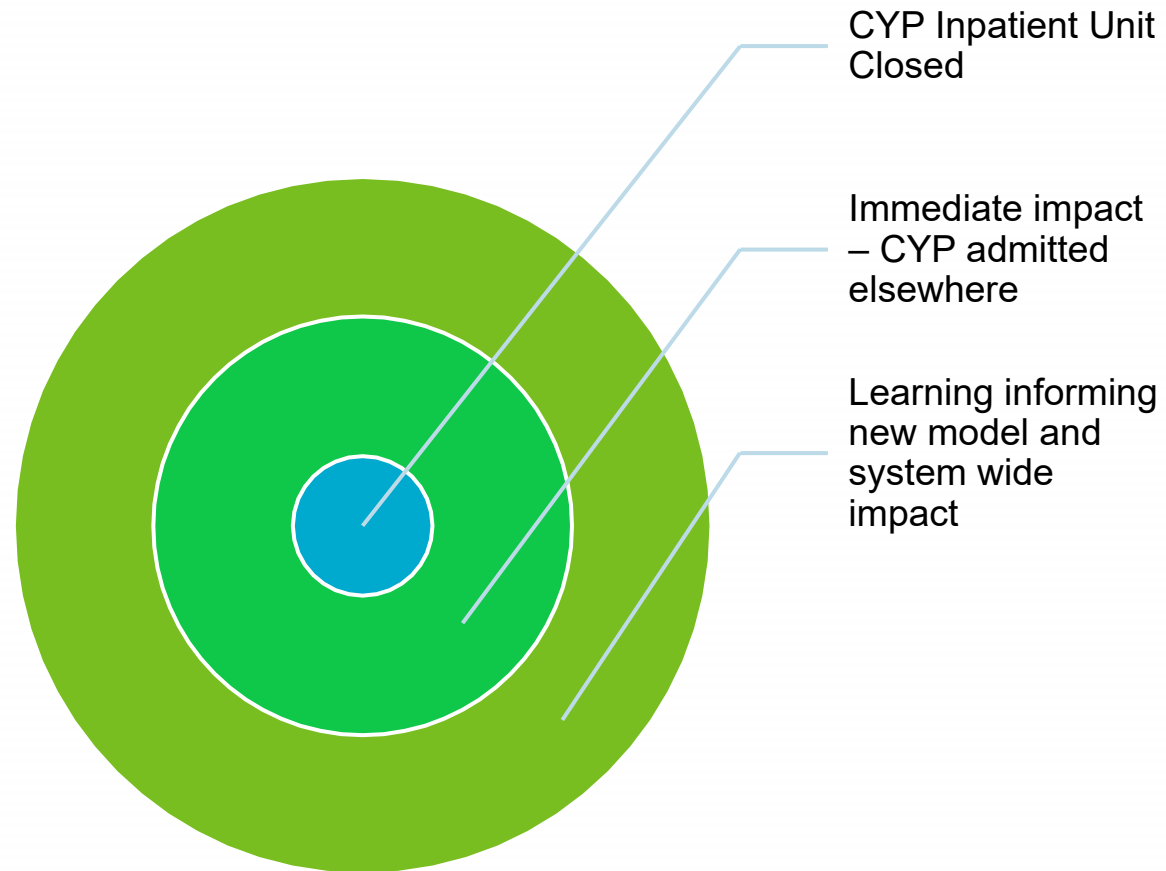 CYP Inpatient Unit
Closed
Immediate impact
– CYP admitted
elsewhere
Learning informing
new model and
system wide
impact